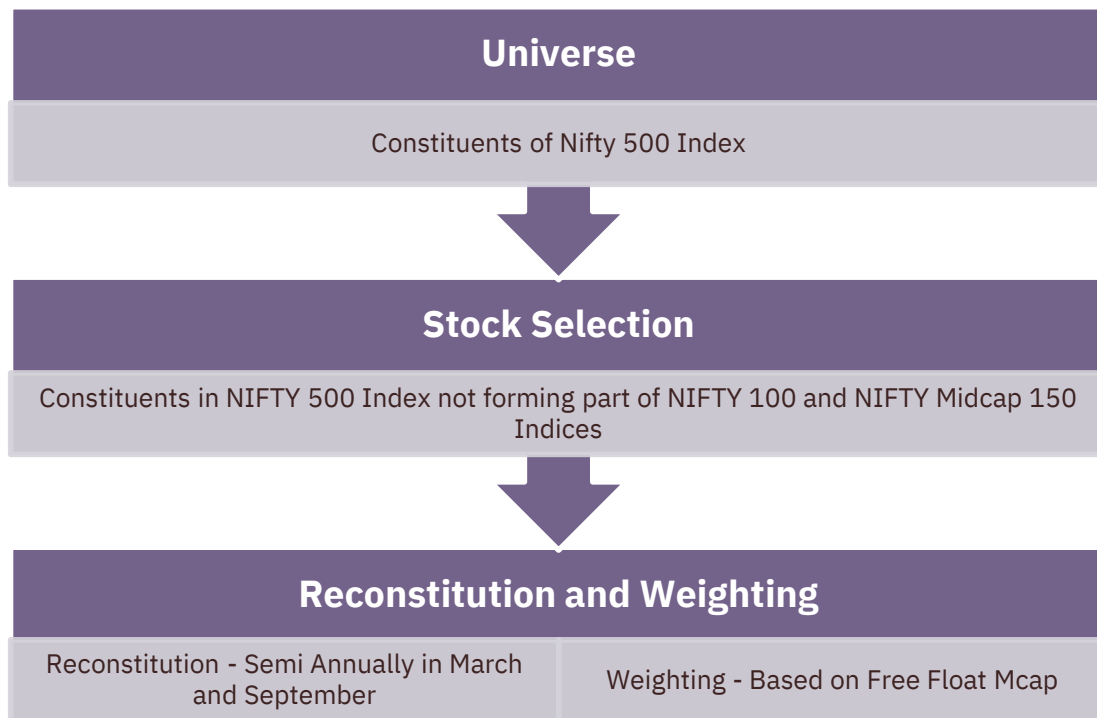 Universe
Constituents of Nifty 500 Index
Stock Selection
Constituents in NIFTY 500 Index not forming part of NIFTY 100 and NIFTY Midcap 150
Indices
Reconstitution and Weighting
Reconstitution - Semi Annually in March
and September
Weighting - Based on Free Float Mcap